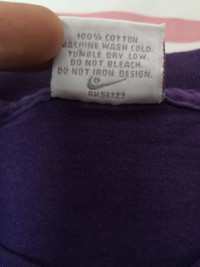 100% COTTON
MACHINE WASH COLD.
TUMBLE DRY LOW.
DO NOT BLEACH.
DO NOT IRON DESIGN.